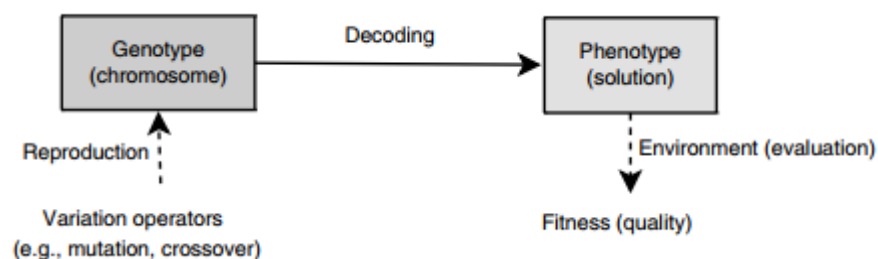 Decoding
Genotype
(chromosome)
Phenotype
(solution)
Reproduction
Environment (evaluation)
Variation operators
(e.g., mutation, crossover)
Fitness (quality)